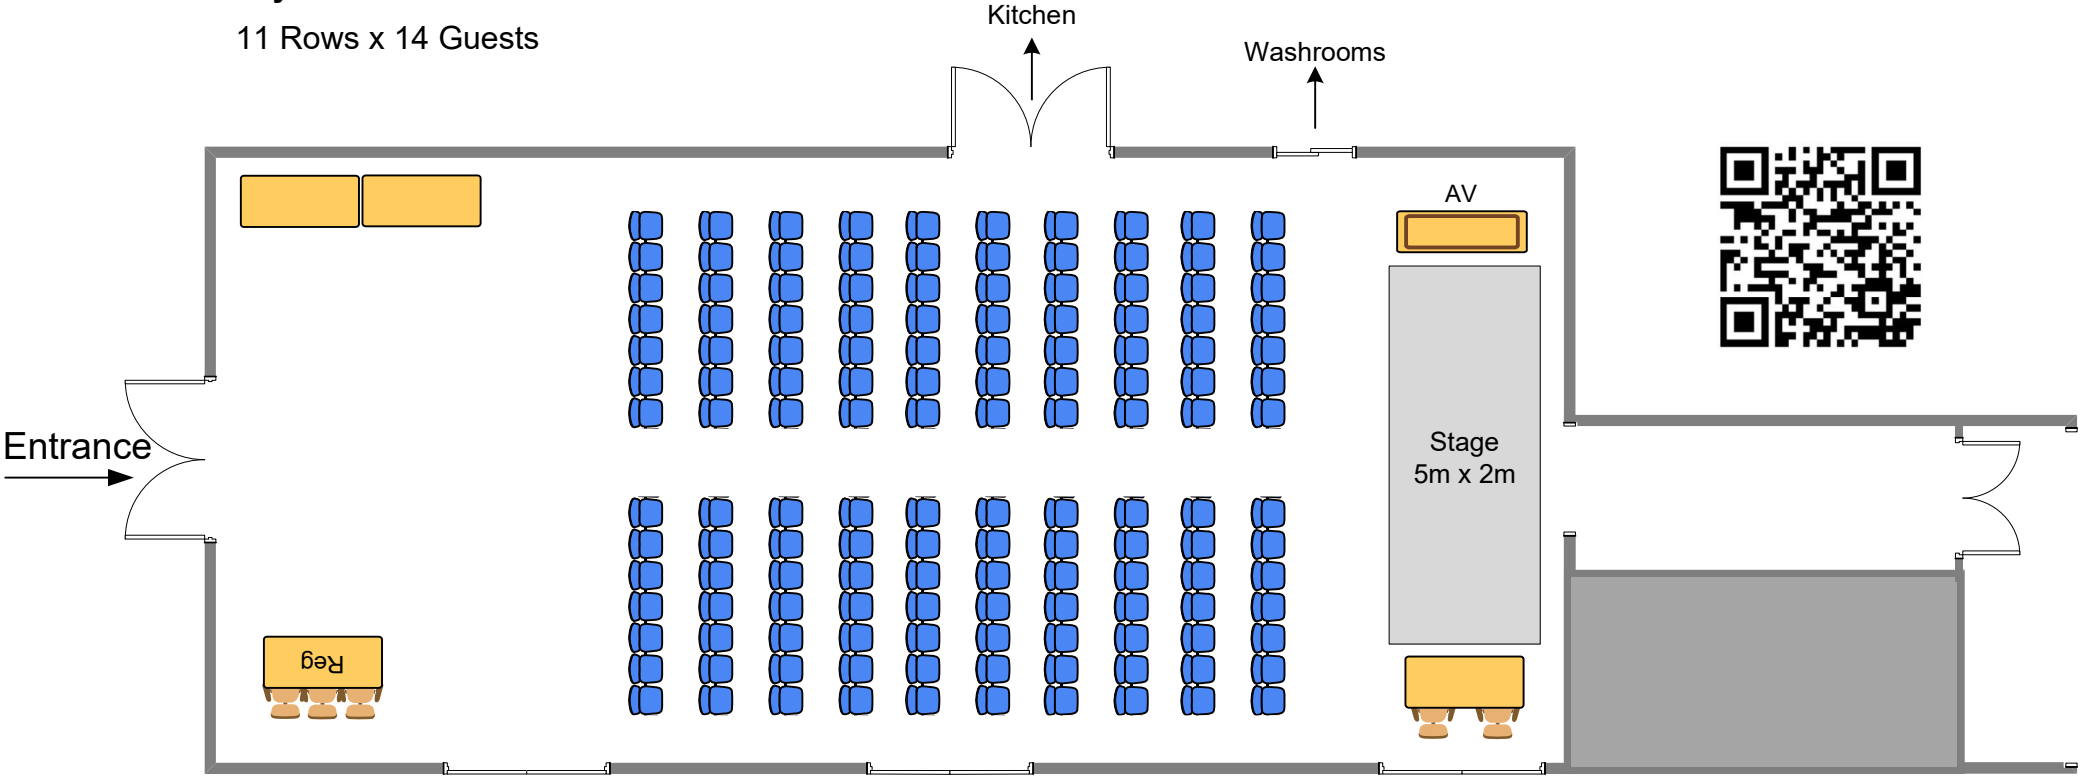 11 Rows x 14 Guests
Kitchen
Washrooms
AV
Entrance
Stage
5m x 2m
Reg